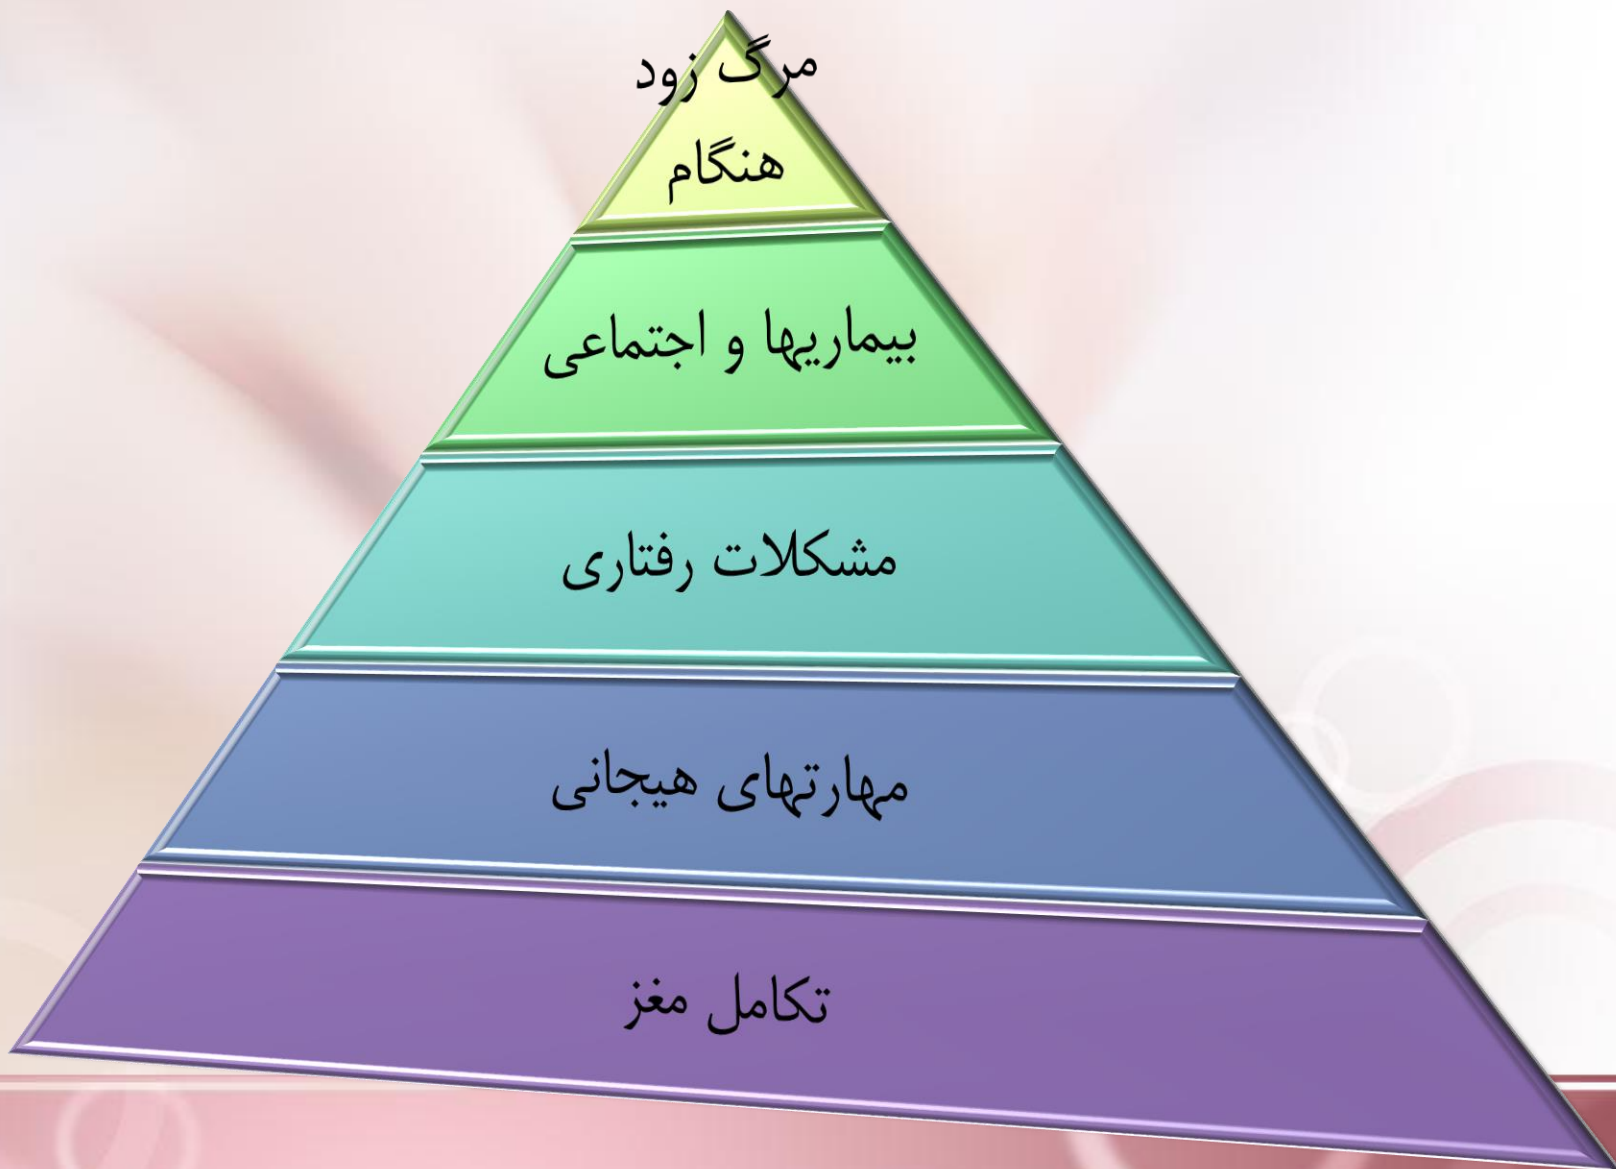 مرگ زود
هنگام
بیماریها و اجتماعی
مشکلات رفتاری
مهارتهای هیجانی
تکامل مغز